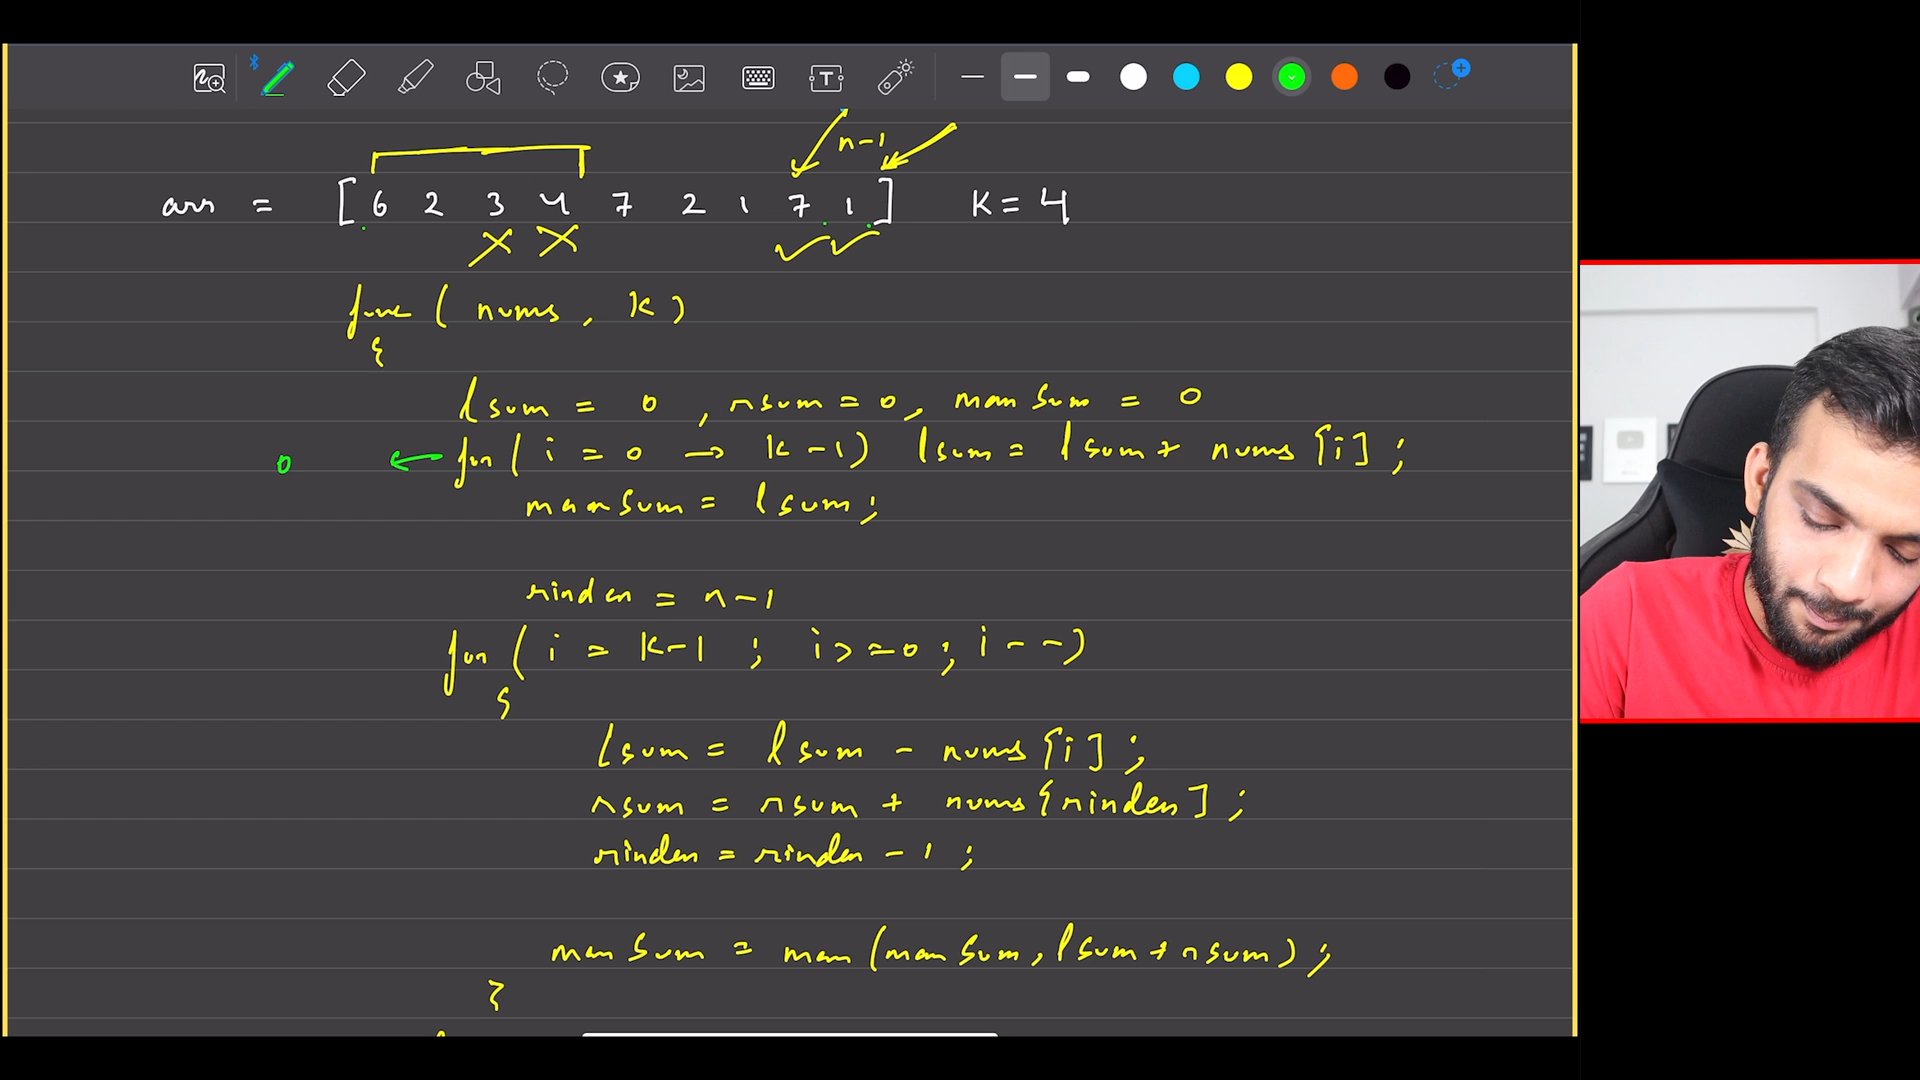 n-1
arr = [ 6 2 3 4 7 2 1 7 1 ] K = 4
func ( nums , k )
{
lsum = 0 , rsum = 0, maxSum = 0
0 ← for ( i = 0 → k-1) lsum = lsum + nums [i] ;
maxSum = lsum ;
rindex = n-1
for ( i = k-1 ; i >= 0 ; i-- )
{
lsum = lsum - nums [i] ;
rsum = rsum + nums [rindex] ;
rindex = rindex - 1 ;
maxSum = max (maxSum, lsum + rsum) ;
}